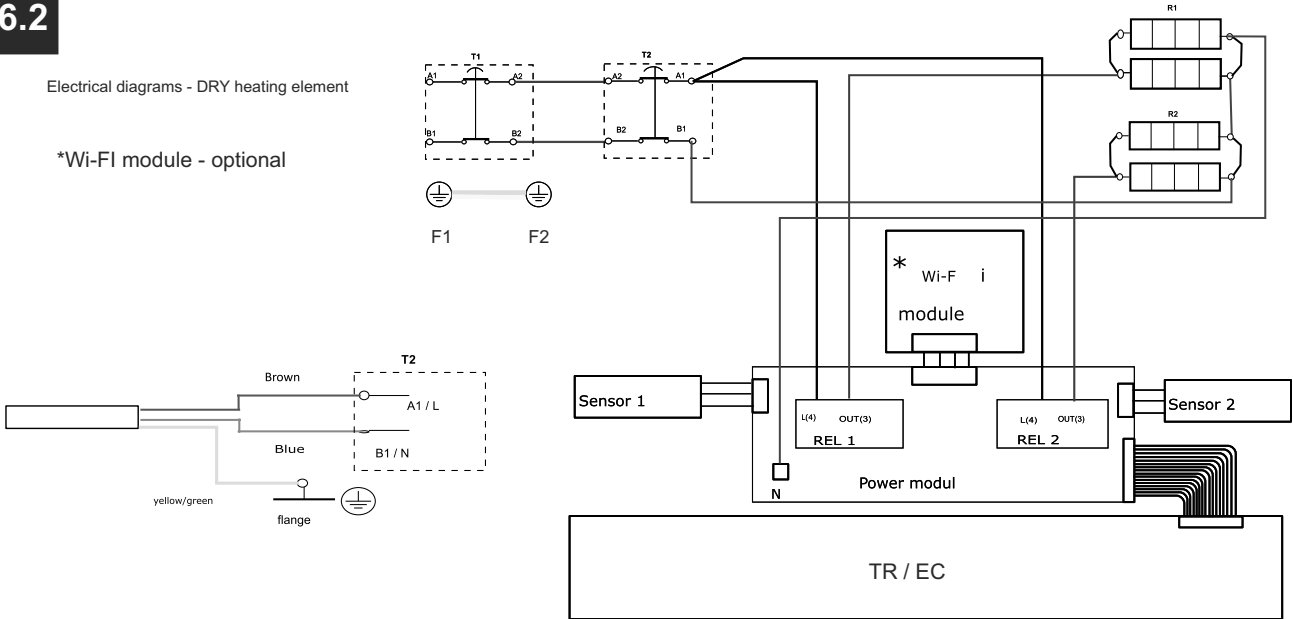 6.2
Electrical diagrams - DRY heating element
*Wi-FI module - optional
T1
A1 A2
B1 B2
T2
A2 A1
B2 B1
F1 F2
R1
R2
* Wi-F i
module
Sensor 1
Sensor 2
L(4) OUT(3)
REL 1
L(4) OUT(3)
REL 2
N
Power modul
TR / EC
T2
Brown
A1 / L
Blue
B1 / N
yellow/green
flange